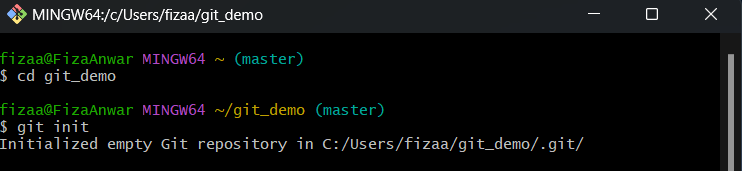 MINGW64:/c/Users/fizaa/git_demo
fizaa@FizaAnwar MINGW64 ~ (master)
$ cd git_demo
fizaa@FizaAnwar MINGW64 ~/git_demo (master)
$ git init
Initialized empty Git repository in C:/Users/fizaa/git_demo/.git/